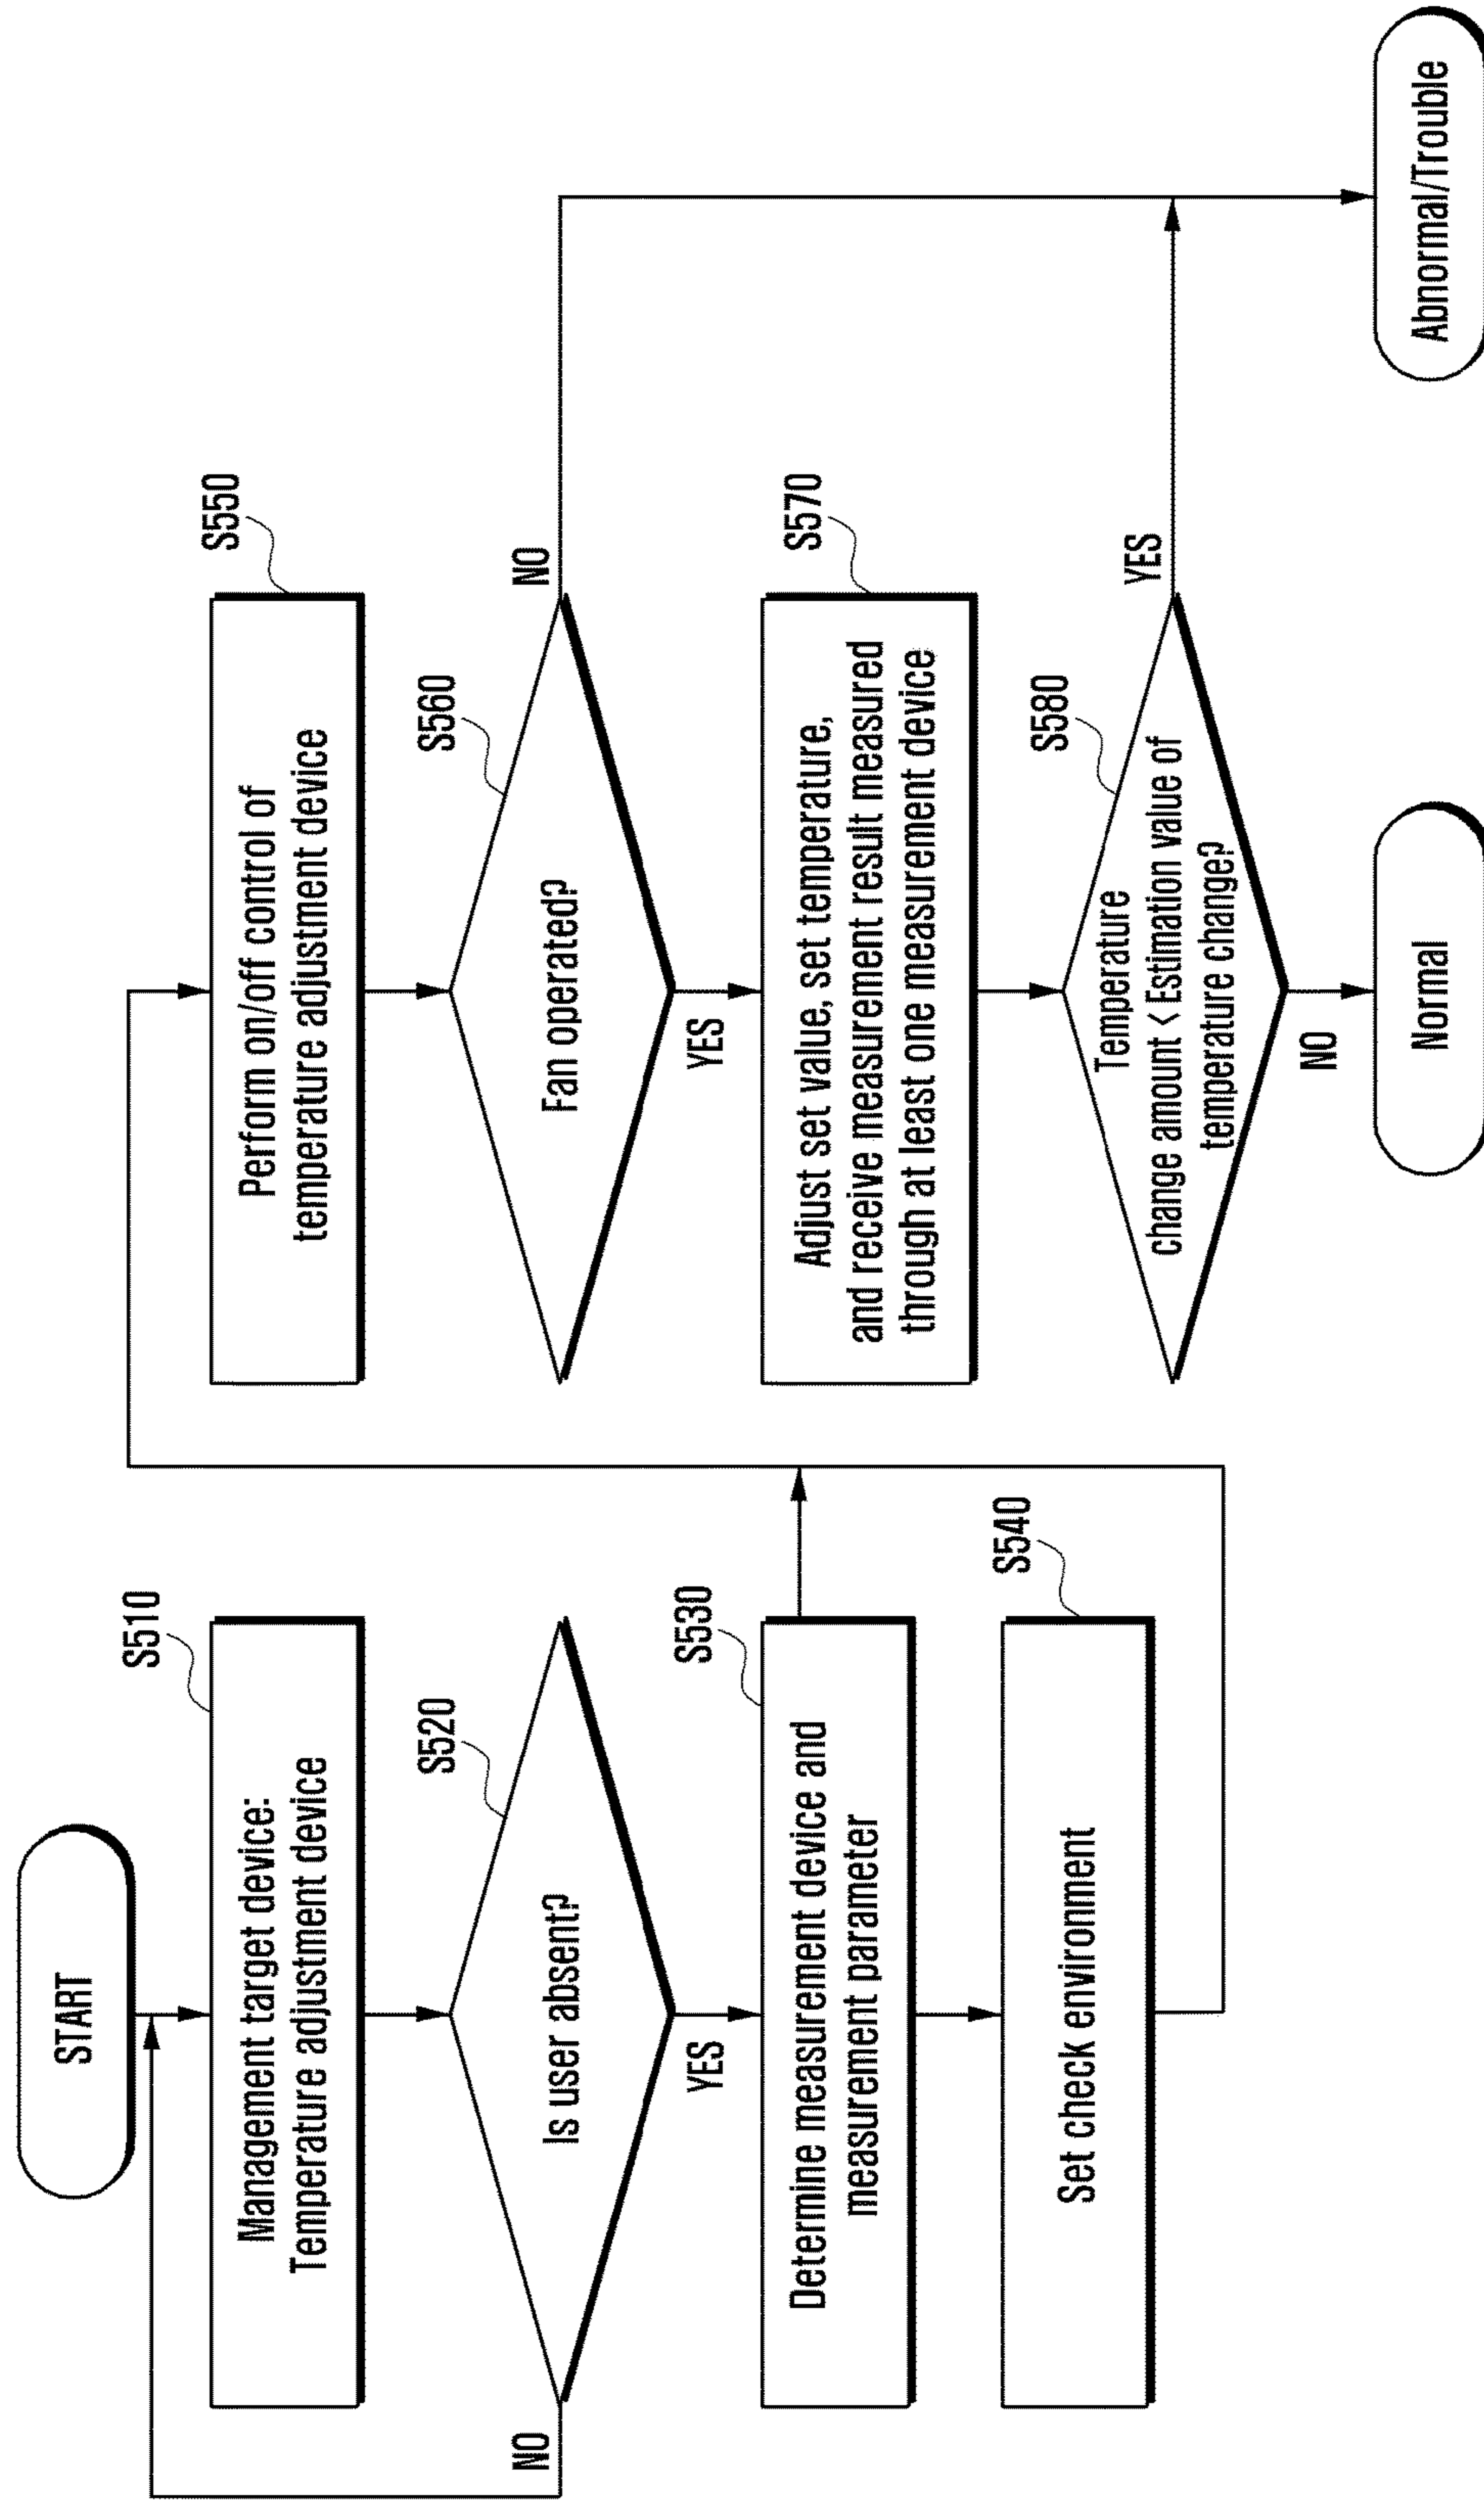 START
S510
Management target device:
Temperature adjustment device
S520
Is user absent?
NO
YES
S530
Determine measurement device and
measurement parameter
S540
Set check environment
S550
Perform on/off control of
temperature adjustment device
S560
Fan operated?
NO
YES
S570
Adjust set value, set temperature,
and receive measurement result measured
through at least one measurement device
S580
Temperature
change amount < Estimation value of
temperature change?
YES
NO
Normal
Abnormal/Trouble